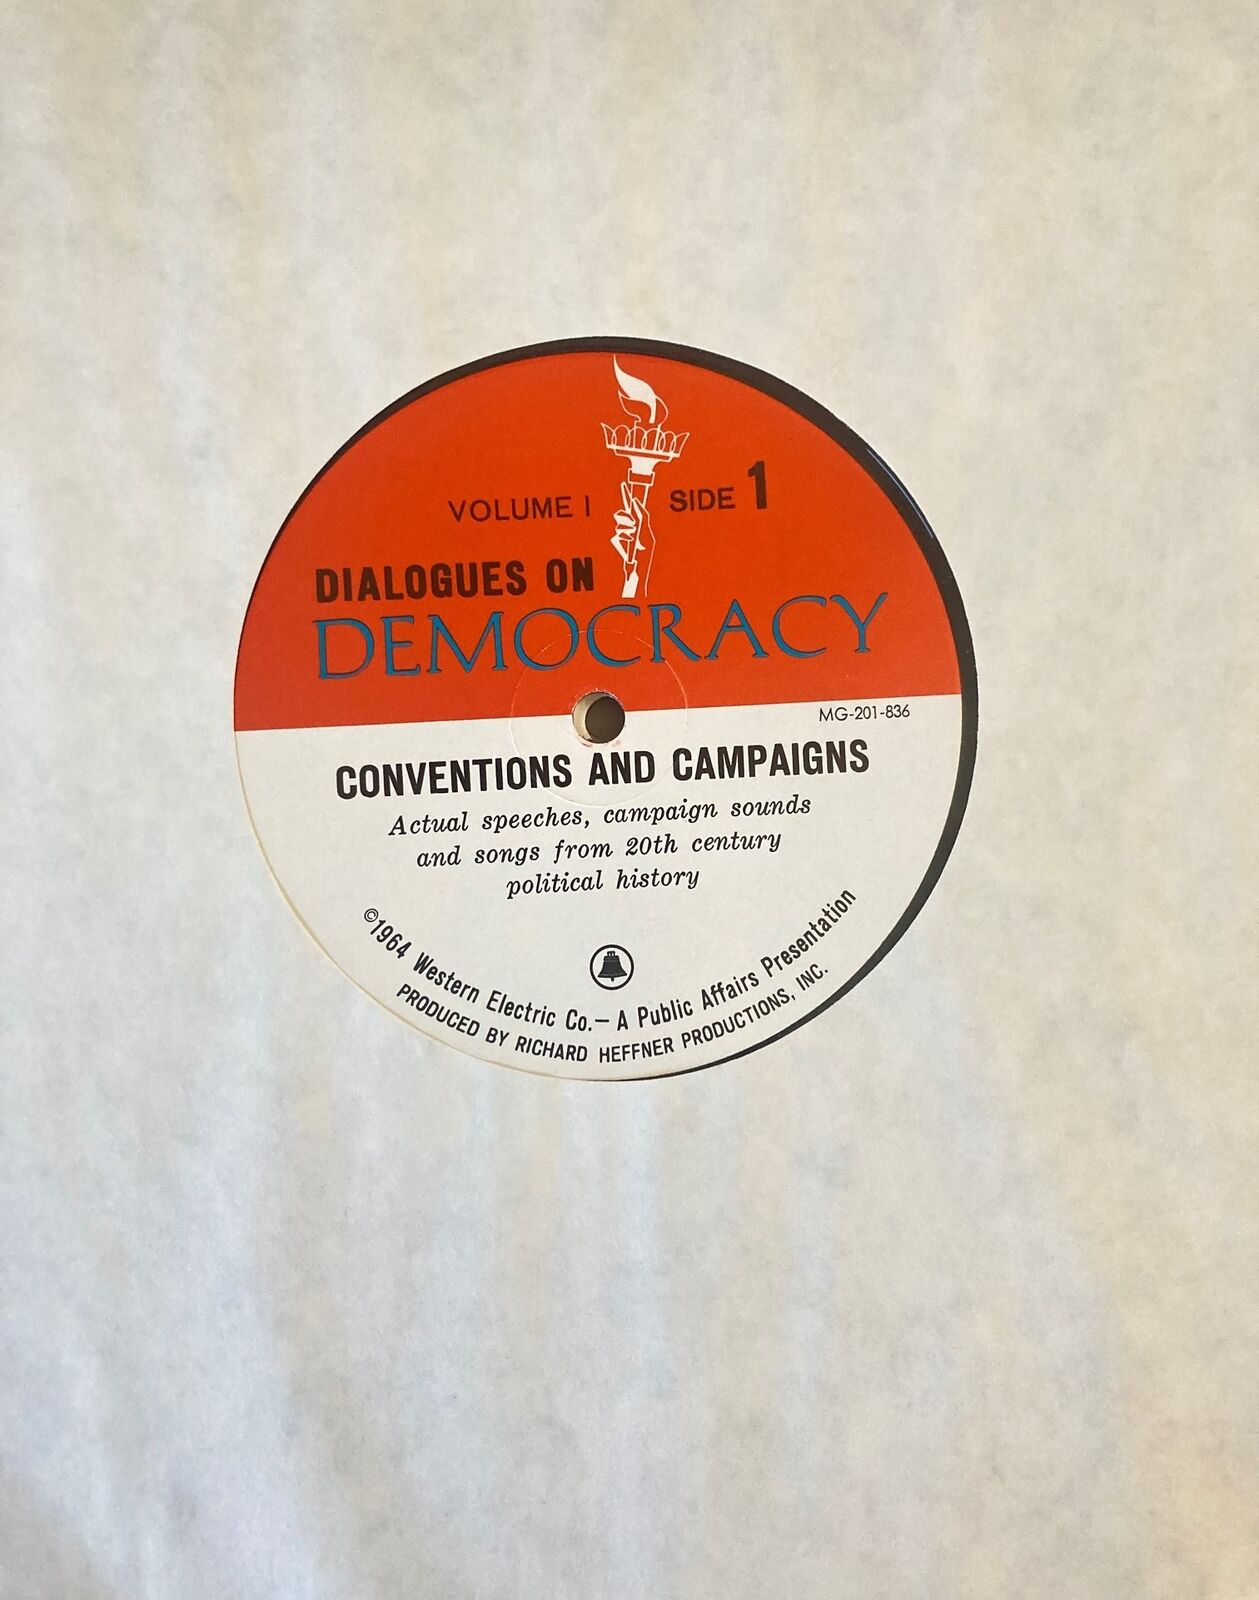 VOLUME I SIDE 1
DIALOGUES ON
DEMOCRACY
MG-201-836
CONVENTIONS AND CAMPAIGNS
Actual speeches, campaign sounds
and songs from 20th century
political history
©1964 Western Electric Co.— A Public Affairs Presentation
PRODUCED BY RICHARD HEFFNER PRODUCTIONS, INC.